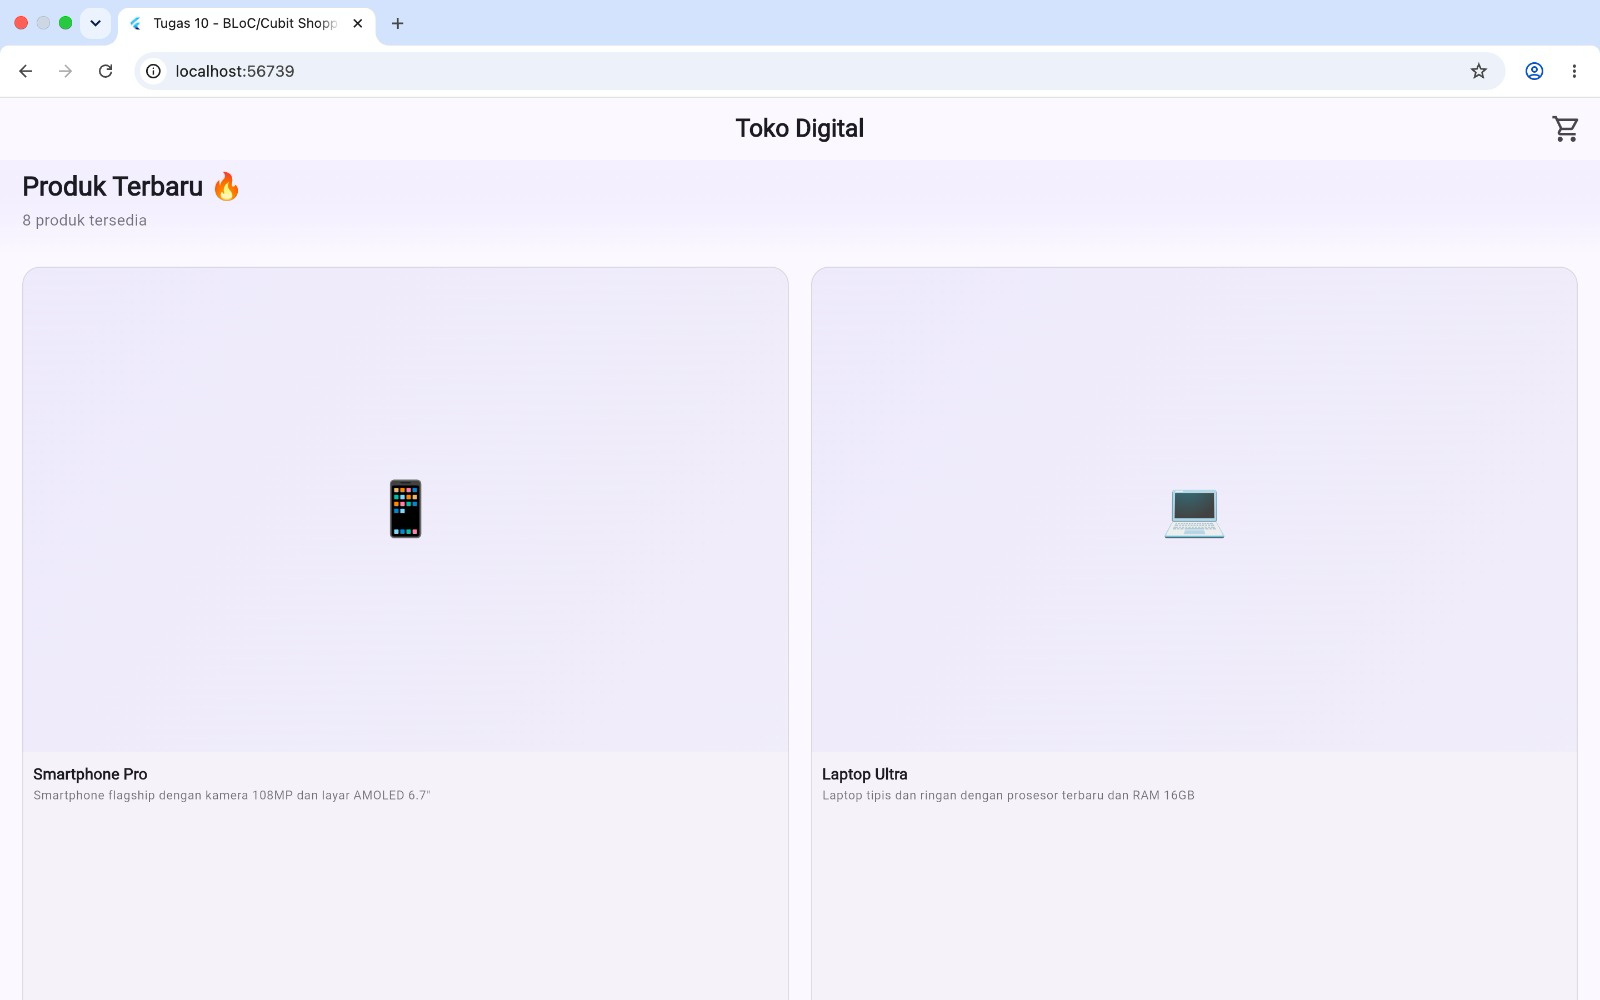 Tugas 10 - BLoC/Cubit Shopp
localhost:56739
Toko Digital
Produk Terbaru 🔥
8 produk tersedia
Smartphone Pro
Smartphone flagship dengan kamera 108MP dan layar AMOLED 6.7"
Laptop Ultra
Laptop tipis dan ringan dengan prosesor terbaru dan RAM 16GB